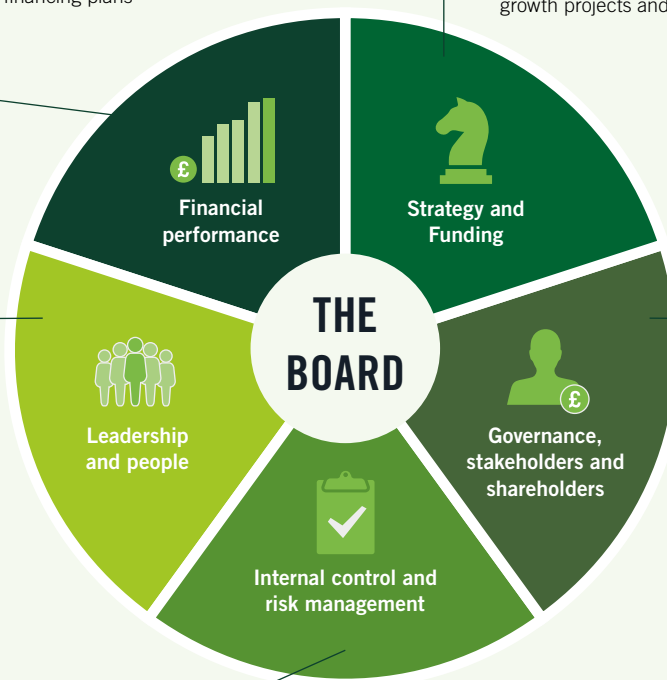 financing plans
growth projects and
£
Financial
performance
Strategy and
Funding
THE
BOARD
Leadership
and people
£
Governance,
stakeholders and
shareholders
Internal control and
risk management